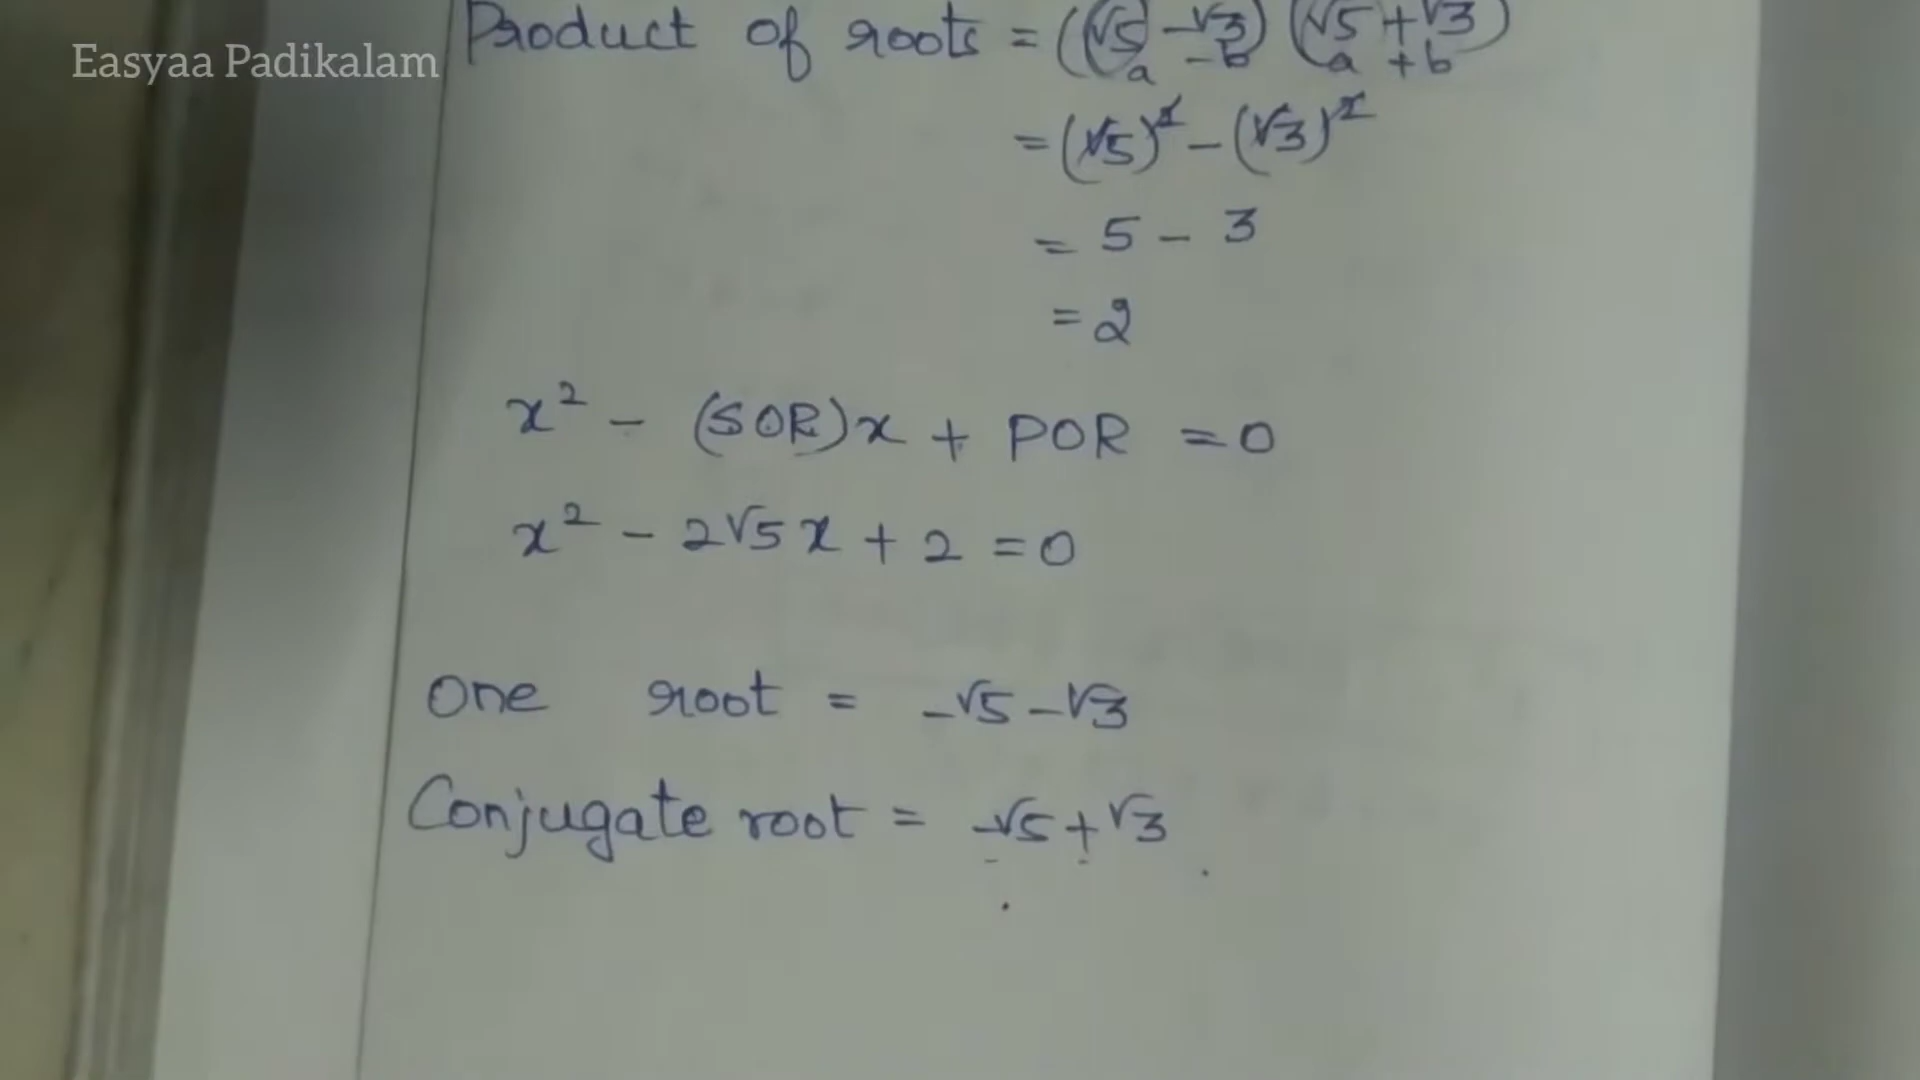 Easyaa Padikalam
Product of roots = ((√5 - √3) (√5 + √3)
a - b a + b
= (√5)² - (√3)²
= 5 - 3
= 2
x² - (SOR)x + POR = 0
x² - 2√5 x + 2 = 0
One root = -√5 - √3
Conjugate root = -√5 + √3